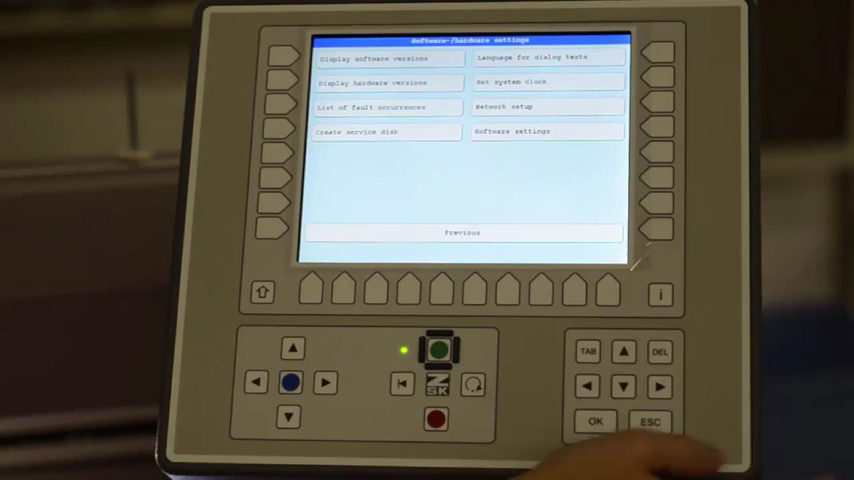 Software-/hardware settings
Display software versions
Language for dialog texts
Display hardware versions
Set system clock
List of fault occurrences
Network setup
Create service disk
Software settings
Previous
i
TAB
DEL
ZSK
OK
ESC